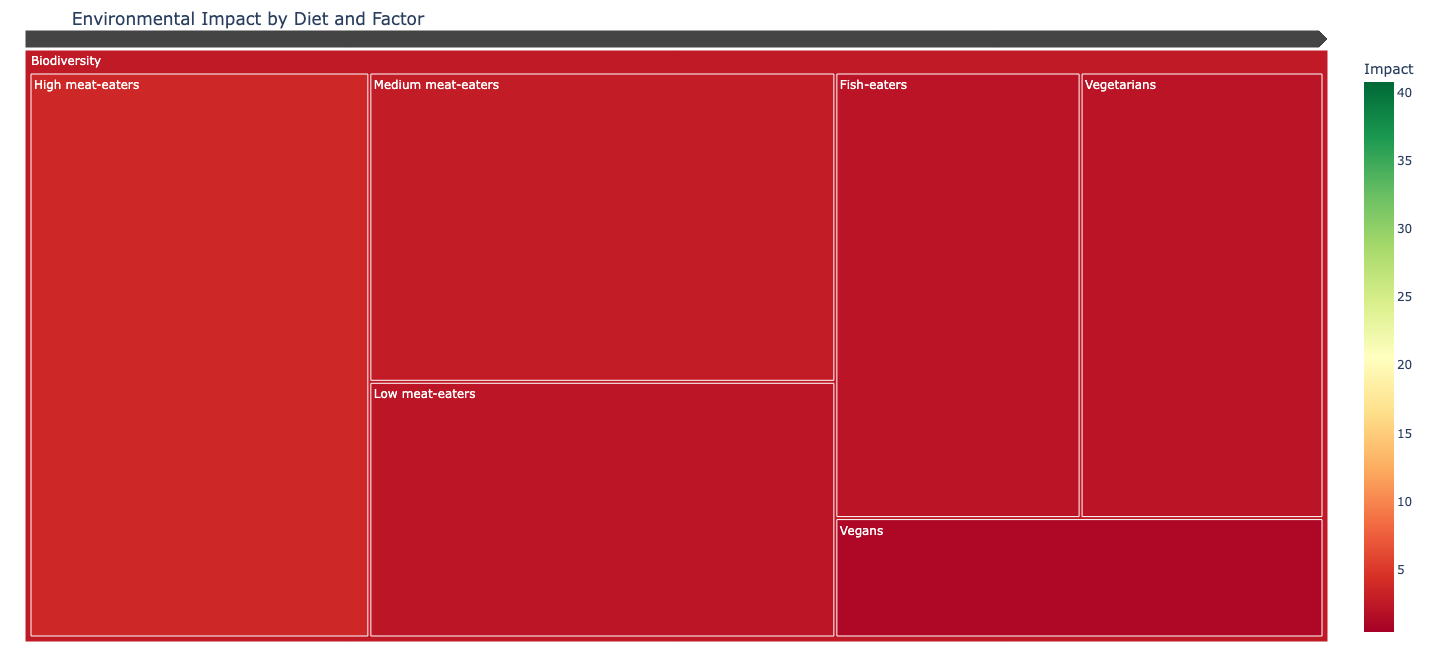 Environmental Impact by Diet and Factor
Biodiversity
High meat-eaters
Medium meat-eaters
Low meat-eaters
Fish-eaters
Vegetarians
Vegans
Impact
40
35
30
25
20
15
10
5